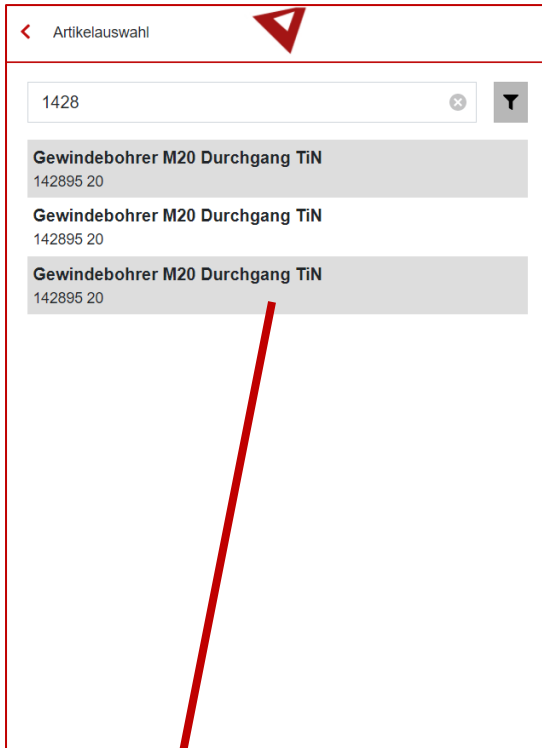 Artikelauswahl
1428
Gewindebohrer M20 Durchgang TiN
142895 20
Gewindebohrer M20 Durchgang TiN
142895 20
Gewindebohrer M20 Durchgang TiN
142895 20